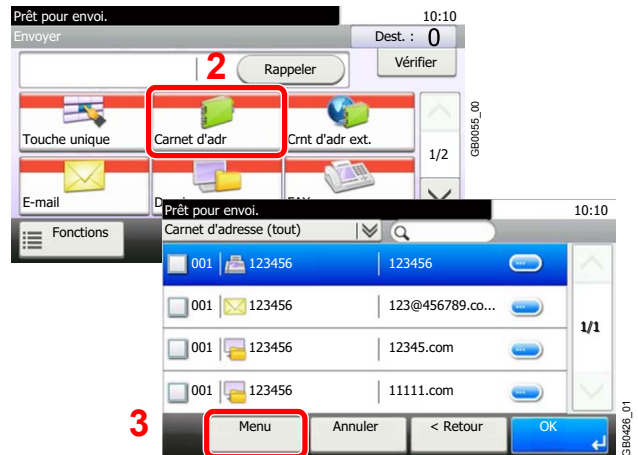 Prêt pour envoi. 10:10
Envoyer Dest. : 0
2 Rappeler Vérifier
Touche unique Carnet d'adr Crnt d'adr ext.
1/2
GB0055_00
E-mail
Fonctions
Prêt pour envoi. 10:10
Carnet d'adresse (tout)
001 123456 123456
001 123456 123@456789.co...
1/1
001 123456 12345.com
001 123456 11111.com
3 Menu Annuler < Retour OK
GB0426_01